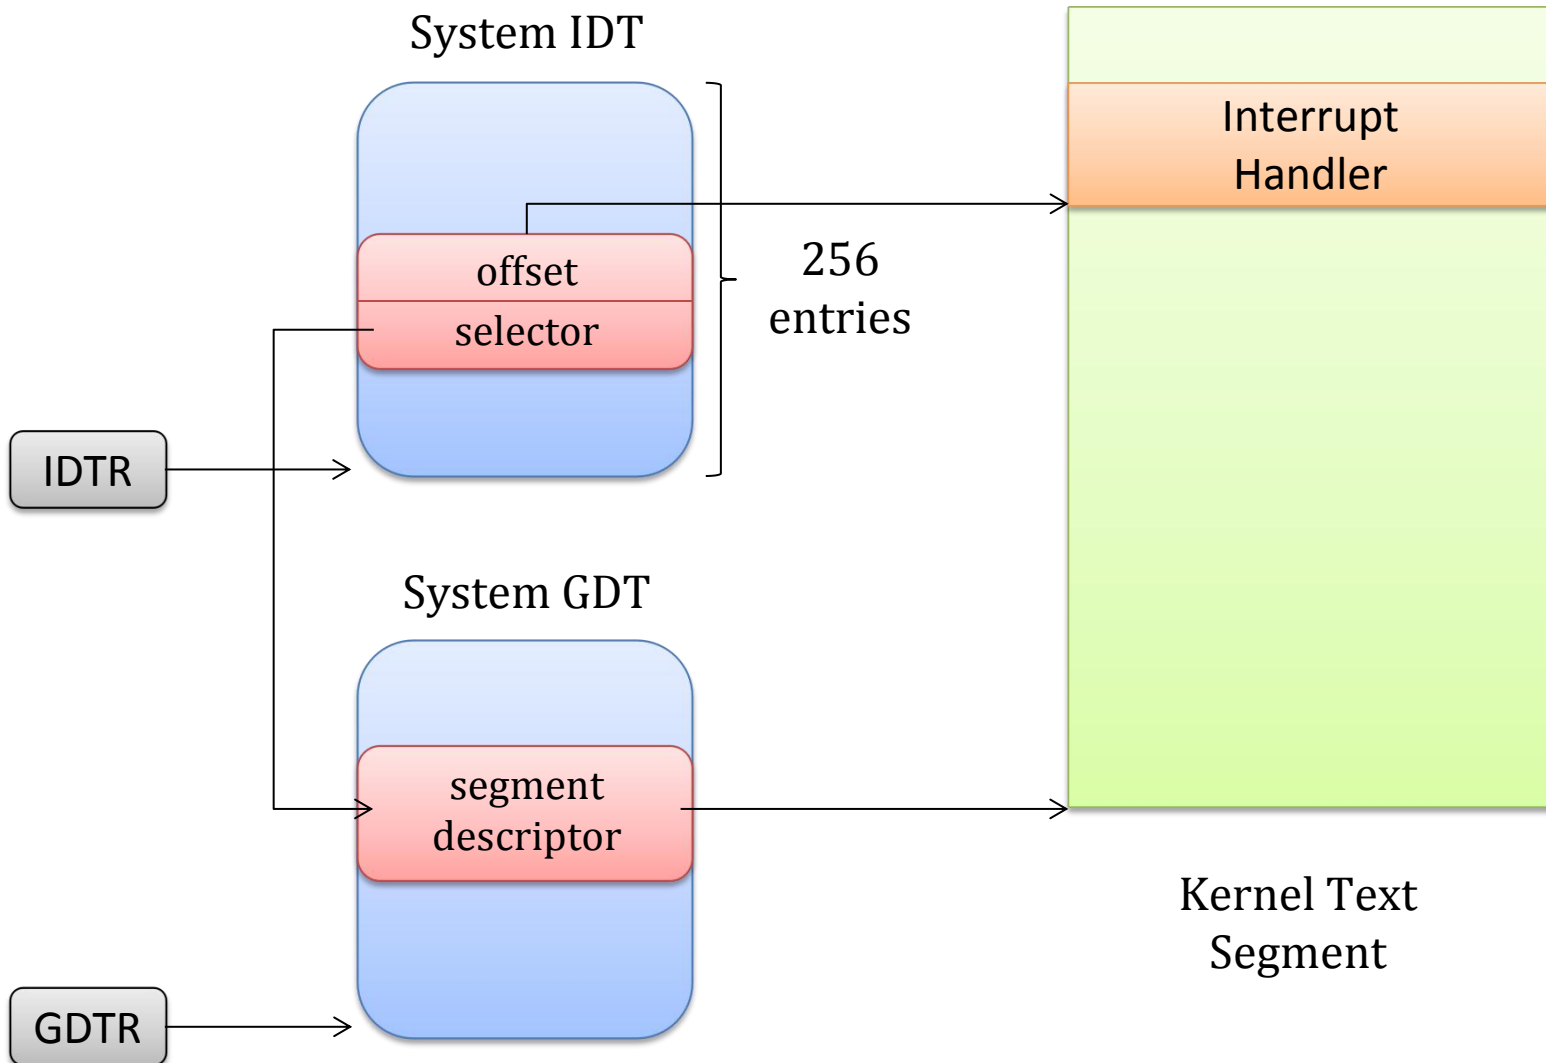 System IDT
Interrupt
Handler
offset
selector
256
entries
IDTR
System GDT
segment
descriptor
Kernel Text
Segment
GDTR